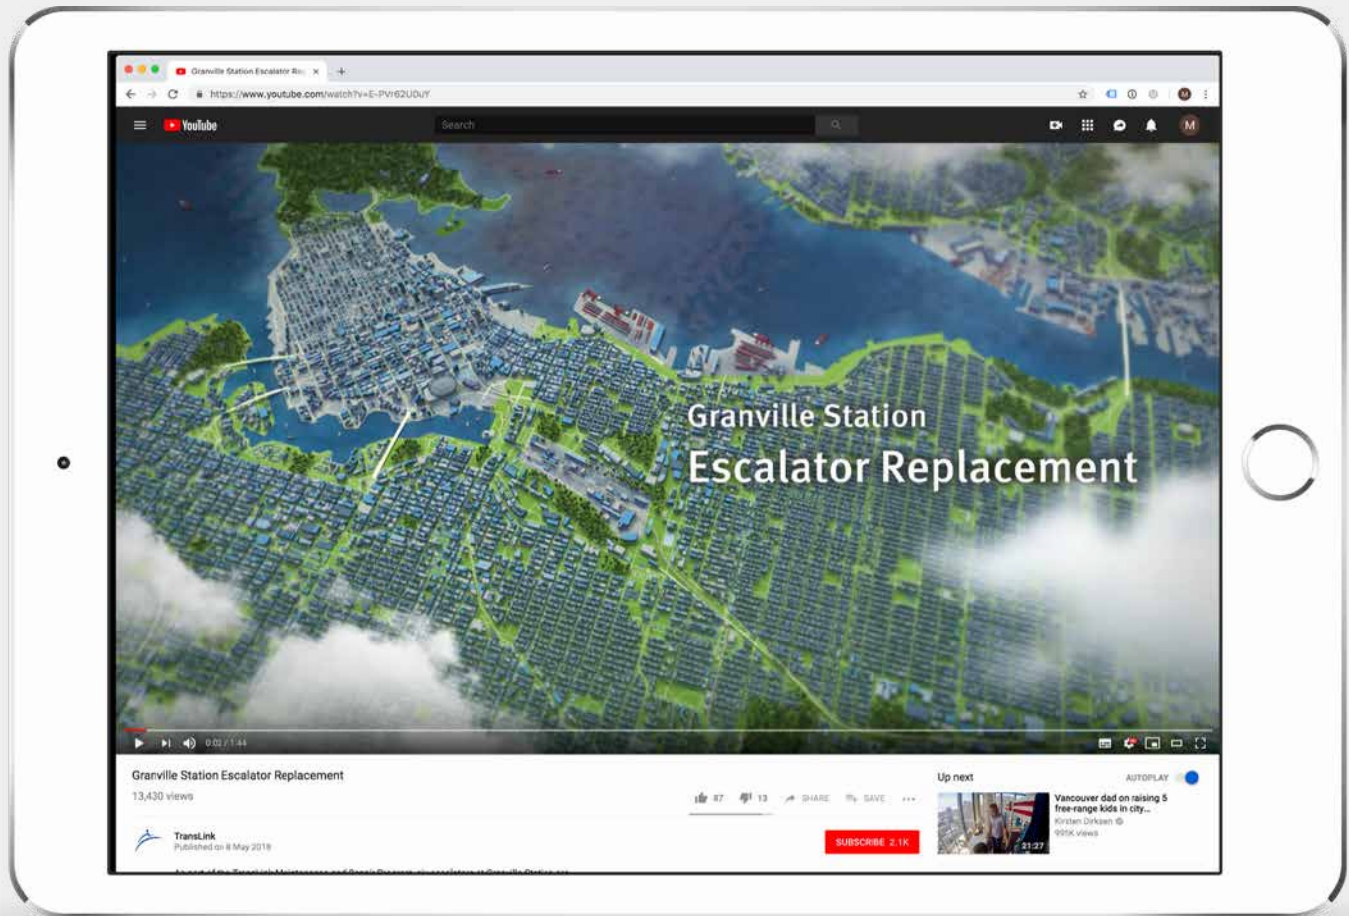 Granville Station Escalator Rep
https://www.youtube.com/watch?v=E-PVr62UDuY
YouTube
Search
M
M
Granville Station
Escalator Replacement
0:02 / 1:44
Granville Station Escalator Replacement
13,430 views
87 13 SHARE SAVE
Up next
AUTOPLAY
Vancouver dad on raising 5
free-range kids in city...
Kirsten Dirksen
991K views
21:27
TransLink
Published on 8 May 2018
SUBSCRIBE 2.1K